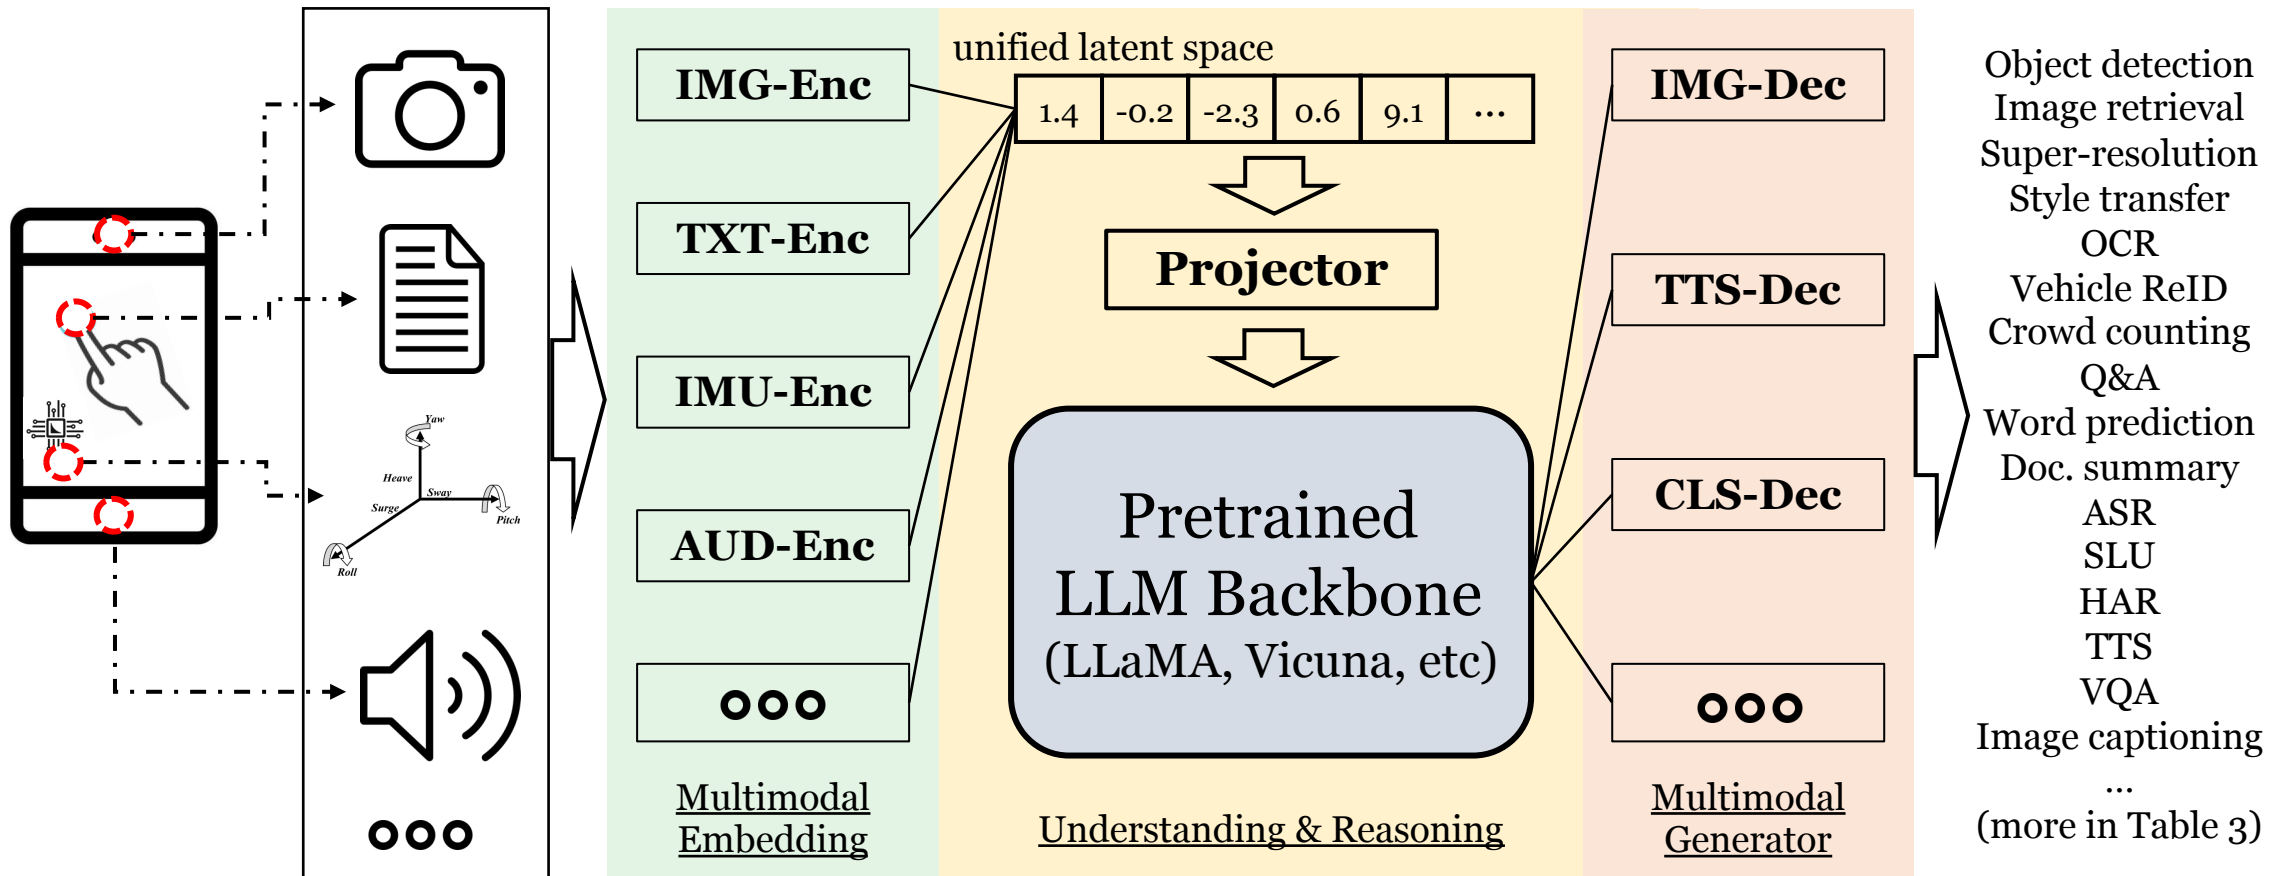 Yaw
Heave
Sway
Surge
Pitch
Roll
IMG-Enc
TXT-Enc
IMU-Enc
AUD-Enc
Multimodal
Embedding
unified latent space
1.4 -0.2 -2.3 0.6 9.1 ...
Projector
Pretrained
LLM Backbone
(LLaMA, Vicuna, etc)
Understanding & Reasoning
IMG-Dec
TTS-Dec
CLS-Dec
Multimodal
Generator
Object detection
Image retrieval
Super-resolution
Style transfer
OCR
Vehicle ReID
Crowd counting
Q&A
Word prediction
Doc. summary
ASR
SLU
HAR
TTS
VQA
Image captioning
...
(more in Table 3)